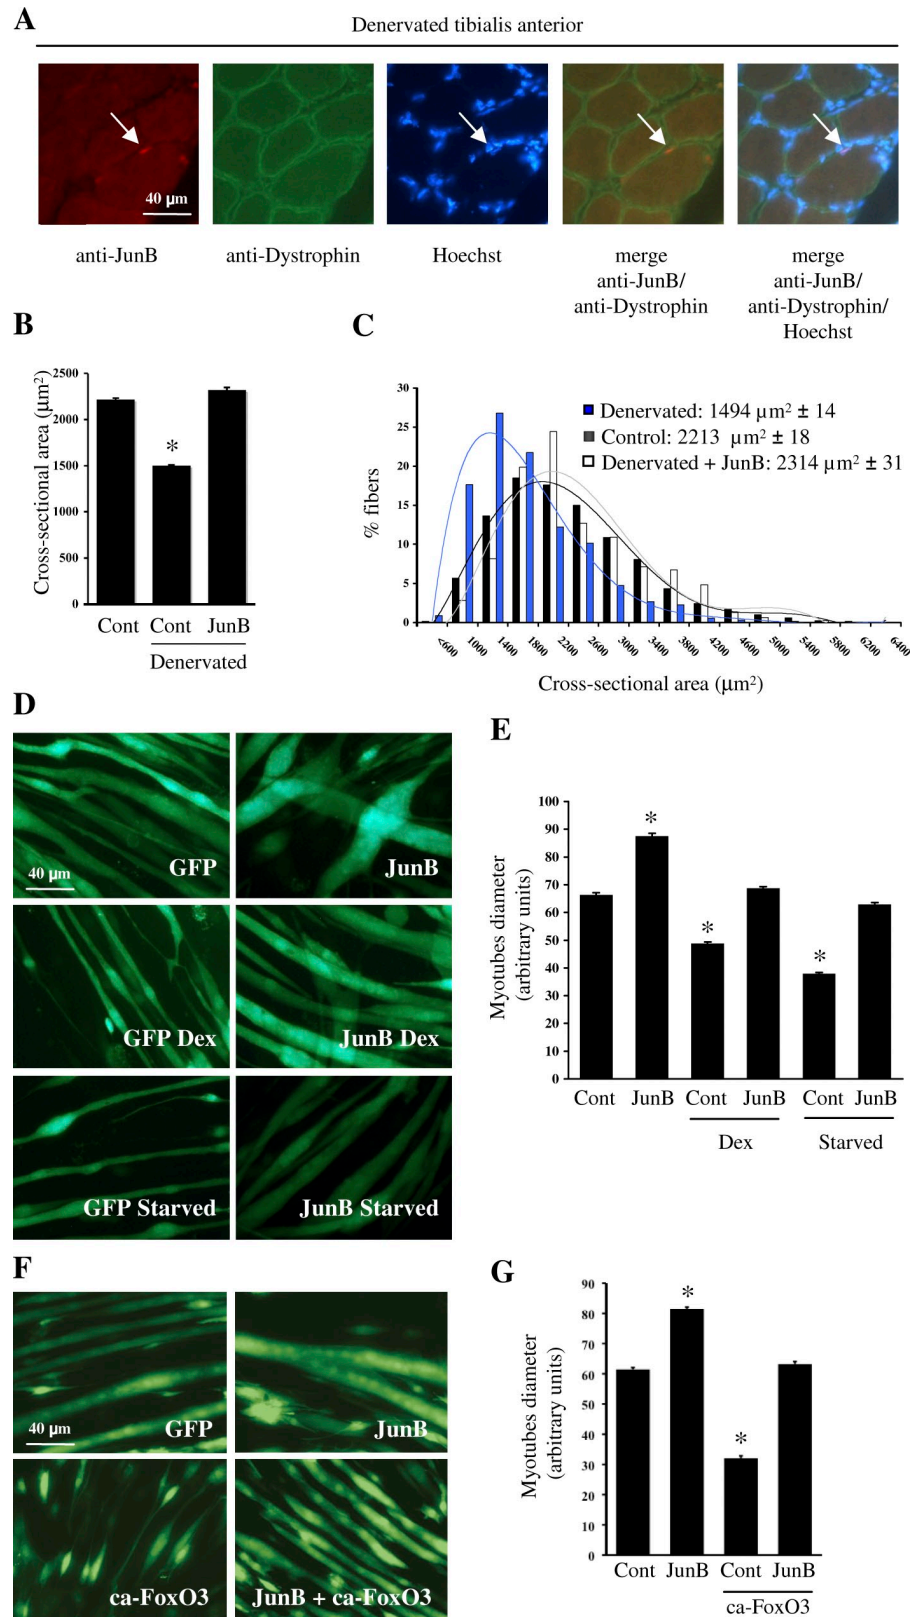 A
Denervated tibialis anterior
40 µm
anti-JunB
anti-Dystrophin
Hoechst
merge
anti-JunB/
anti-Dystrophin
merge
anti-JunB/
anti-Dystrophin/
Hoechst
B
Cross-sectional area (µm²)
2500
2000
1500
1000
500
0
*
Cont
Cont
JunB
Denervated
C
% fibers
30
25
20
15
10
5
0
Denervated: 1494 µm² ± 14
Control: 2213 µm² ± 18
Denervated + JunB: 2314 µm² ± 31
<600
1000
1400
1800
2200
2600
3000
3400
3800
4200
4600
5000
5800
6200
6400
Cross-sectional area (µm²)
D
40 µm
GFP
JunB
GFP Dex
JunB Dex
GFP Starved
JunB Starved
E
Myotubes diameter
(arbitrary units)
100
90
80
70
60
50
40
30
20
10
0
*
*
*
Cont
JunB
Cont
JunB
Cont
JunB
Dex
Starved
F
40 µm
GFP
JunB
ca-FoxO3
JunB + ca-FoxO3
G
Myotubes diameter
(arbitrary units)
90
80
70
60
50
40
30
20
10
0
*
*
Cont
JunB
Cont
JunB
ca-FoxO3